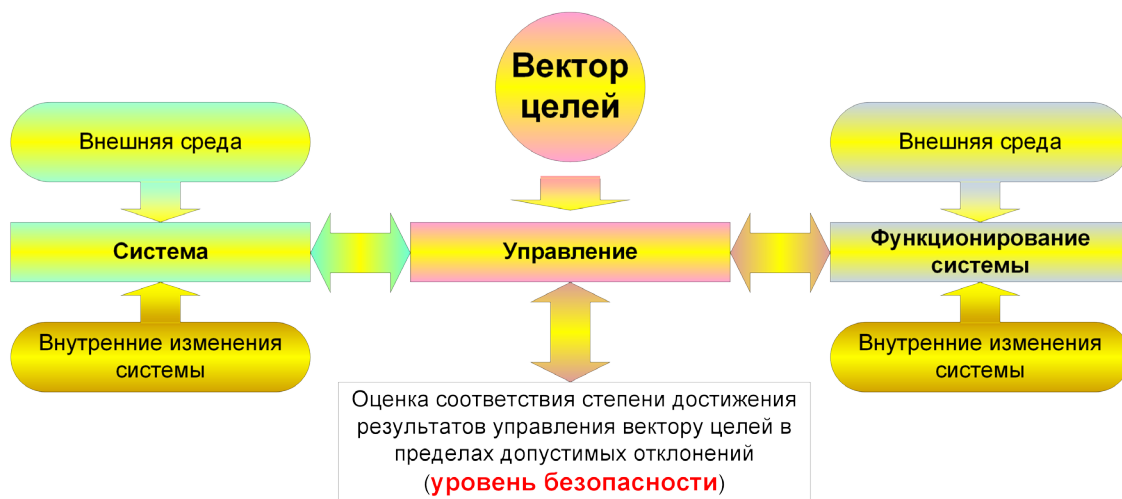 Вектор
целей
Внешняя среда
Внешняя среда
Система
Управление
Функционирование
системы
Внутренние изменения
системы
Внутренние изменения
системы
Оценка соответствия степени достижения
результатов управления вектору целей в
пределах допустимых отклонений
(уровень безопасности)